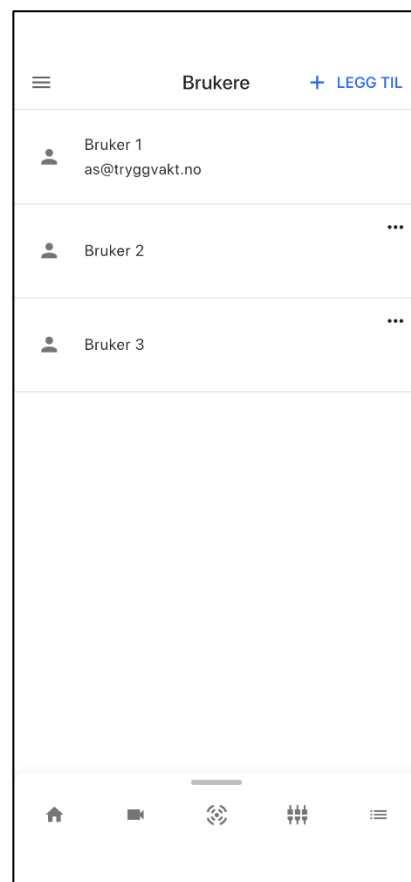 Brukere
+ LEGG TIL
Bruker 1
as@tryggvakt.no
Bruker 2
Bruker 3